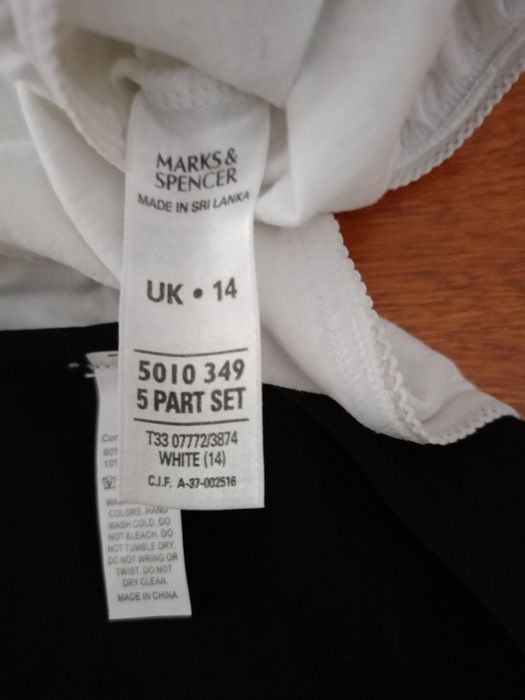 MARKS &
SPENCER
MADE IN SRI LANKA
UK • 14
5010 349
5 PART SET
T33 07772/3874
WHITE (14)
C.I.F. A-37-002516
COLORS. HAND
WASH COLD. DO
NOT BLEACH. DO
NOT TUMBLE DRY.
DO NOT WRING OR
TWIST. DO NOT
DRY CLEAN.
MADE IN CHINA